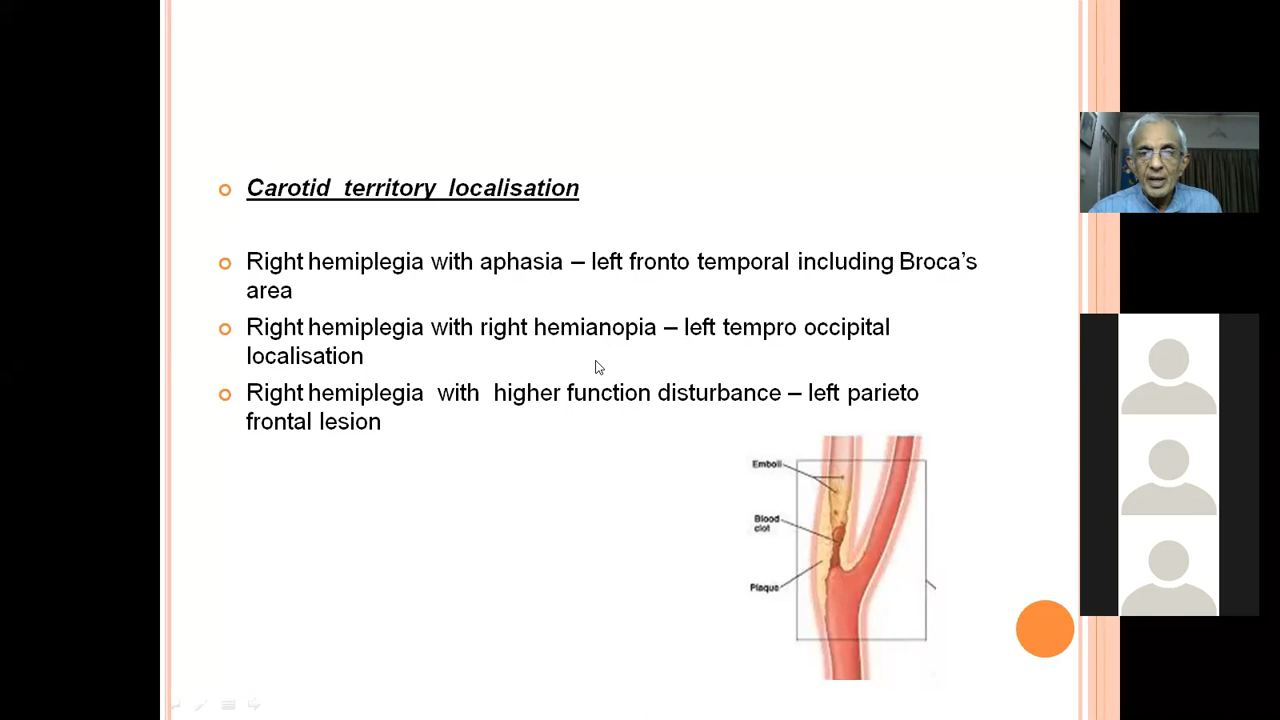 Carotid territory localisation
Right hemiplegia with aphasia – left fronto temporal including Broca’s
area
Right hemiplegia with right hemianopia – left tempro occipital
localisation
Right hemiplegia with higher function disturbance – left parieto
frontal lesion
Emboli
Blood
clot
Plaque